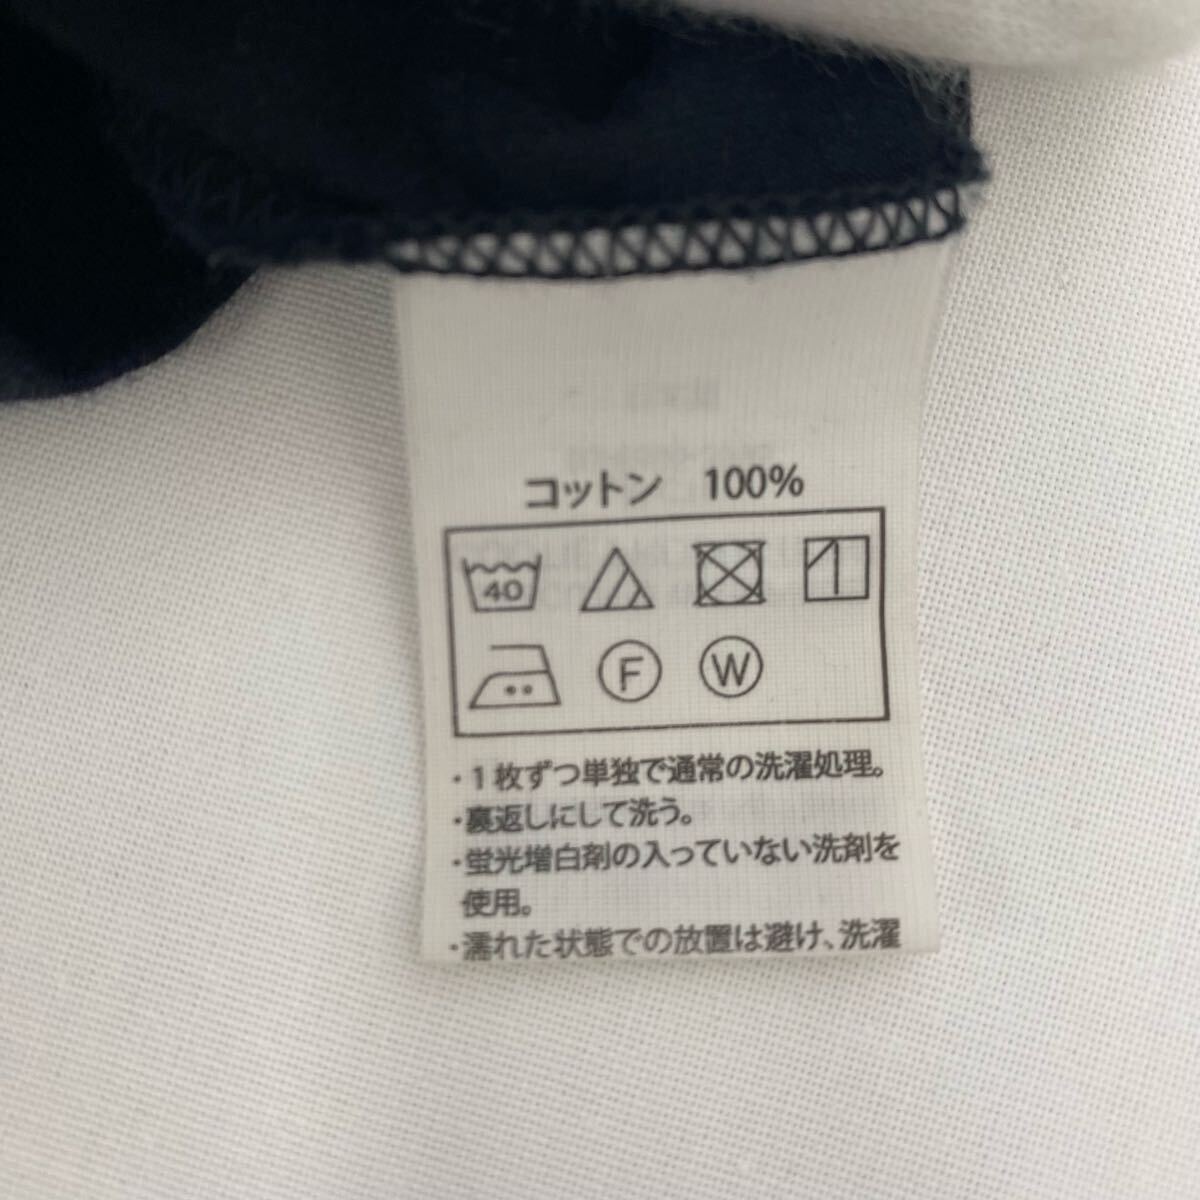 コットン 100%
40
F W
・1枚ずつ単独で通常の洗濯処理。
・裏返しにして洗う。
・蛍光増白剤の入っていない洗剤を
使用。
・濡れた状態での放置は避け、洗濯